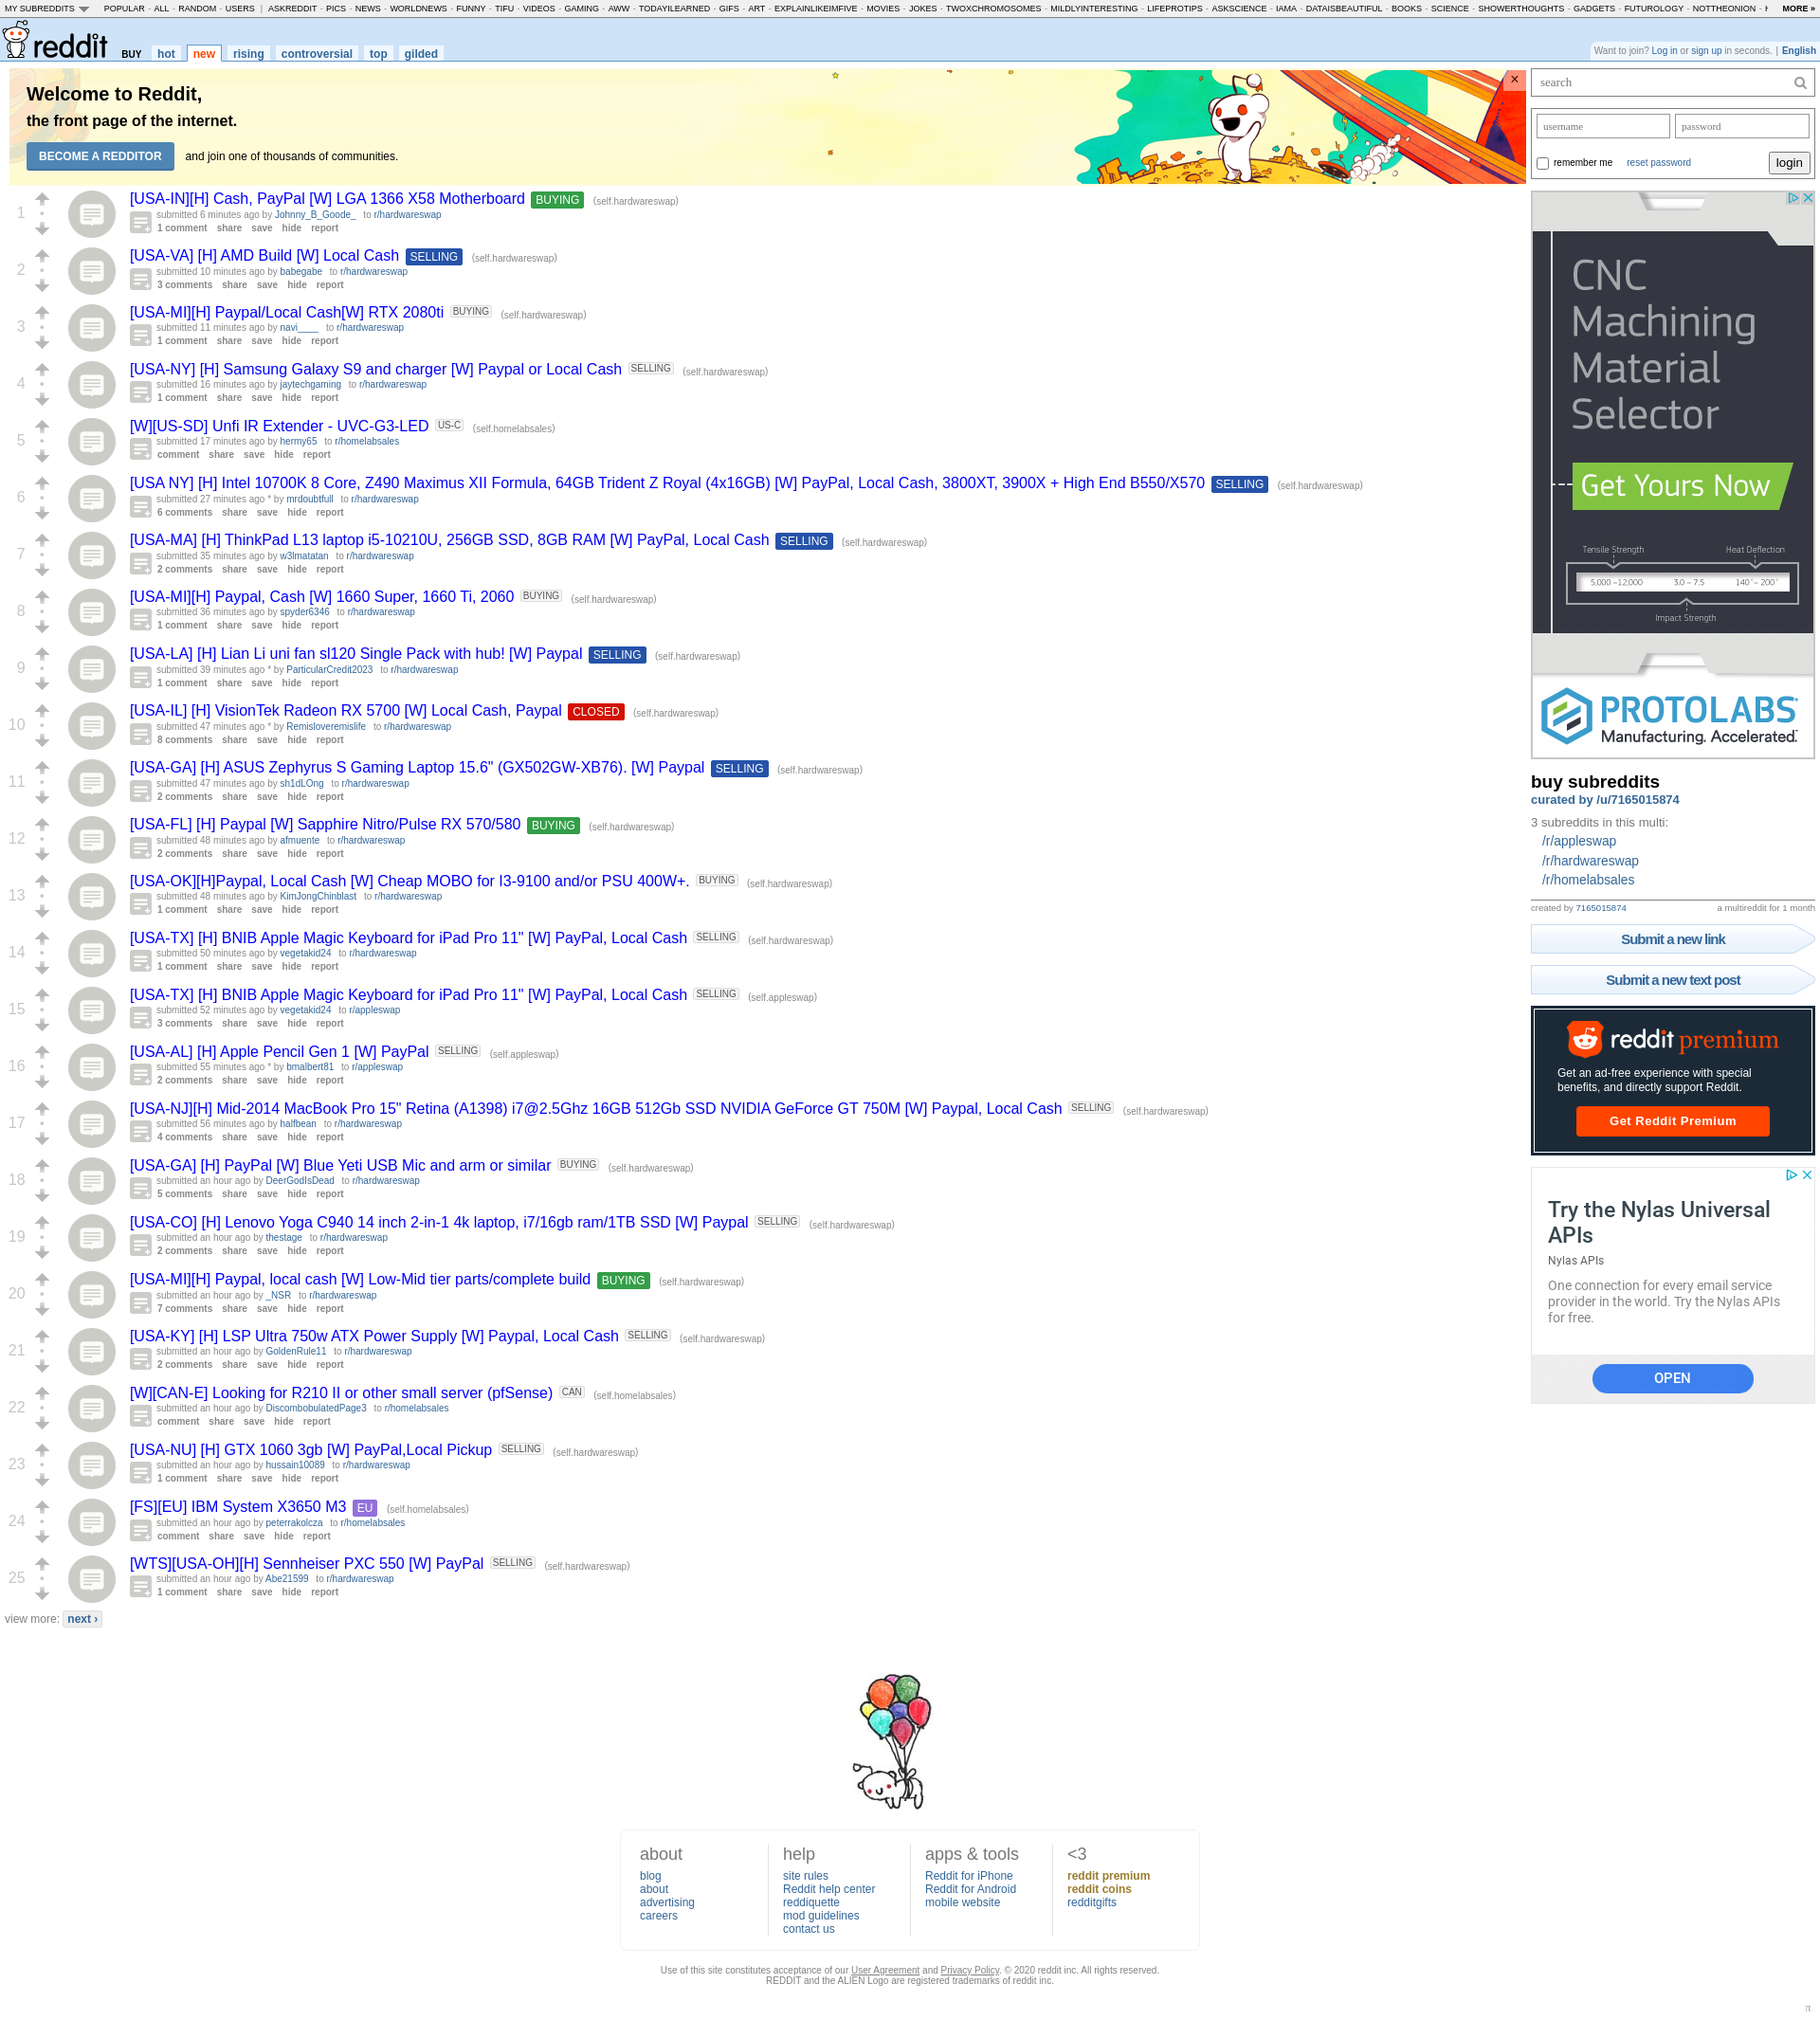 MY SUBREDDITS POPULAR - ALL - RANDOM - USERS | ASKREDDIT - PICS - NEWS - WORLDNEWS - FUNNY - TIFU - VIDEOS - GAMING - AWW - TODAYILEARNED - GIFS - ART - EXPLAINLIKEIMFIVE - MOVIES - JOKES - TWOXCHROMOSOMES - MILDLYINTERESTING - LIFEPROTIPS - ASKSCIENCE - IAMA - DATAISBEAUTIFUL - BOOKS - SCIENCE - SHOWERTHOUGHTS - GADGETS - FUTUROLOGY - NOTTHEONION - MORE »
reddit BUY hot new rising controversial top gilded
Want to join? Log in or sign up in seconds. | English
Welcome to Reddit,
the front page of the internet.
BECOME A REDDITOR and join one of thousands of communities.
×
1
[USA-IN][H] Cash, PayPal [W] LGA 1366 X58 Motherboard BUYING (self.hardwareswap)
submitted 6 minutes ago by Johnny_B_Goode_ to r/hardwareswap
1 comment share save hide report
2
[USA-VA] [H] AMD Build [W] Local Cash SELLING (self.hardwareswap)
submitted 10 minutes ago by babegabe to r/hardwareswap
3 comments share save hide report
3
[USA-MI][H] Paypal/Local Cash[W] RTX 2080ti BUYING (self.hardwareswap)
submitted 11 minutes ago by navi____ to r/hardwareswap
1 comment share save hide report
4
[USA-NY] [H] Samsung Galaxy S9 and charger [W] Paypal or Local Cash SELLING (self.hardwareswap)
submitted 16 minutes ago by jaytechgaming to r/hardwareswap
1 comment share save hide report
5
[W][US-SD] Unfi IR Extender - UVC-G3-LED US-C (self.homelabsales)
submitted 17 minutes ago by hermy65 to r/homelabsales
comment share save hide report
6
[USA NY] [H] Intel 10700K 8 Core, Z490 Maximus XII Formula, 64GB Trident Z Royal (4x16GB) [W] PayPal, Local Cash, 3800XT, 3900X + High End B550/X570 SELLING (self.hardwareswap)
submitted 27 minutes ago * by mrdoubtfull to r/hardwareswap
6 comments share save hide report
7
[USA-MA] [H] ThinkPad L13 laptop i5-10210U, 256GB SSD, 8GB RAM [W] PayPal, Local Cash SELLING (self.hardwareswap)
submitted 35 minutes ago by w3lmatatan to r/hardwareswap
2 comments share save hide report
8
[USA-MI][H] Paypal, Cash [W] 1660 Super, 1660 Ti, 2060 BUYING (self.hardwareswap)
submitted 36 minutes ago by spyder6346 to r/hardwareswap
1 comment share save hide report
9
[USA-LA] [H] Lian Li uni fan sl120 Single Pack with hub! [W] Paypal SELLING (self.hardwareswap)
submitted 39 minutes ago * by ParticularCredit2023 to r/hardwareswap
1 comment share save hide report
10
[USA-IL] [H] VisionTek Radeon RX 5700 [W] Local Cash, Paypal CLOSED (self.hardwareswap)
submitted 47 minutes ago * by Remisloveremislife to r/hardwareswap
8 comments share save hide report
11
[USA-GA] [H] ASUS Zephyrus S Gaming Laptop 15.6" (GX502GW-XB76). [W] Paypal SELLING (self.hardwareswap)
submitted 47 minutes ago by sh1dLOng to r/hardwareswap
2 comments share save hide report
12
[USA-FL] [H] Paypal [W] Sapphire Nitro/Pulse RX 570/580 BUYING (self.hardwareswap)
submitted 48 minutes ago by afmuente to r/hardwareswap
2 comments share save hide report
13
[USA-OK][H]Paypal, Local Cash [W] Cheap MOBO for I3-9100 and/or PSU 400W+. BUYING (self.hardwareswap)
submitted 48 minutes ago by KimJongChinblast to r/hardwareswap
1 comment share save hide report
14
[USA-TX] [H] BNIB Apple Magic Keyboard for iPad Pro 11" [W] PayPal, Local Cash SELLING (self.hardwareswap)
submitted 50 minutes ago by vegetakid24 to r/hardwareswap
1 comment share save hide report
15
[USA-TX] [H] BNIB Apple Magic Keyboard for iPad Pro 11" [W] PayPal, Local Cash SELLING (self.appleswap)
submitted 52 minutes ago by vegetakid24 to r/appleswap
3 comments share save hide report
16
[USA-AL] [H] Apple Pencil Gen 1 [W] PayPal SELLING (self.appleswap)
submitted 55 minutes ago * by bmalbert81 to r/appleswap
2 comments share save hide report
17
[USA-NJ][H] Mid-2014 MacBook Pro 15" Retina (A1398) i7@2.5Ghz 16GB 512Gb SSD NVIDIA GeForce GT 750M [W] Paypal, Local Cash SELLING (self.hardwareswap)
submitted 56 minutes ago by halfbean to r/hardwareswap
4 comments share save hide report
18
[USA-GA] [H] PayPal [W] Blue Yeti USB Mic and arm or similar BUYING (self.hardwareswap)
submitted an hour ago by DeerGodIsDead to r/hardwareswap
5 comments share save hide report
19
[USA-CO] [H] Lenovo Yoga C940 14 inch 2-in-1 4k laptop, i7/16gb ram/1TB SSD [W] Paypal SELLING (self.hardwareswap)
submitted an hour ago by thestage to r/hardwareswap
2 comments share save hide report
20
[USA-MI][H] Paypal, local cash [W] Low-Mid tier parts/complete build BUYING (self.hardwareswap)
submitted an hour ago by _NSR to r/hardwareswap
7 comments share save hide report
21
[USA-KY] [H] LSP Ultra 750w ATX Power Supply [W] Paypal, Local Cash SELLING (self.hardwareswap)
submitted an hour ago by GoldenRule11 to r/hardwareswap
2 comments share save hide report
22
[W][CAN-E] Looking for R210 II or other small server (pfSense) CAN (self.homelabsales)
submitted an hour ago by DiscombobulatedPage3 to r/homelabsales
comment share save hide report
23
[USA-NU] [H] GTX 1060 3gb [W] PayPal,Local Pickup SELLING (self.hardwareswap)
submitted an hour ago by hussain10089 to r/hardwareswap
1 comment share save hide report
24
[FS][EU] IBM System X3650 M3 EU (self.homelabsales)
submitted an hour ago by peterrakolcza to r/homelabsales
comment share save hide report
25
[WTS][USA-OH][H] Sennheiser PXC 550 [W] PayPal SELLING (self.hardwareswap)
submitted an hour ago by Abe21599 to r/hardwareswap
1 comment share save hide report
view more: next ›
search
username password
remember me reset password login
CNC
Machining
Material
Selector
Get Yours Now
Tensile Strength Heat Deflection
5,000 -12,000 3.0 - 7.5 140°- 200°
Impact Strength
PROTOLABS
Manufacturing. Accelerated.
buy subreddits
curated by /u/7165015874
3 subreddits in this multi:
/r/appleswap
/r/hardwareswap
/r/homelabsales
created by 7165015874 a multireddit for 1 month
Submit a new link
Submit a new text post
reddit premium
Get an ad-free experience with special
benefits, and directly support Reddit.
Get Reddit Premium
Try the Nylas Universal
APIs
Nylas APIs
One connection for every email service
provider in the world. Try the Nylas APIs
for free.
OPEN
about
blog
about
advertising
careers
help
site rules
Reddit help center
reddiquette
mod guidelines
contact us
apps & tools
Reddit for iPhone
Reddit for Android
mobile website
<3
reddit premium
reddit coins
redditgifts
Use of this site constitutes acceptance of our User Agreement and Privacy Policy. © 2020 reddit inc. All rights reserved.
REDDIT and the ALIEN Logo are registered trademarks of reddit inc.
π